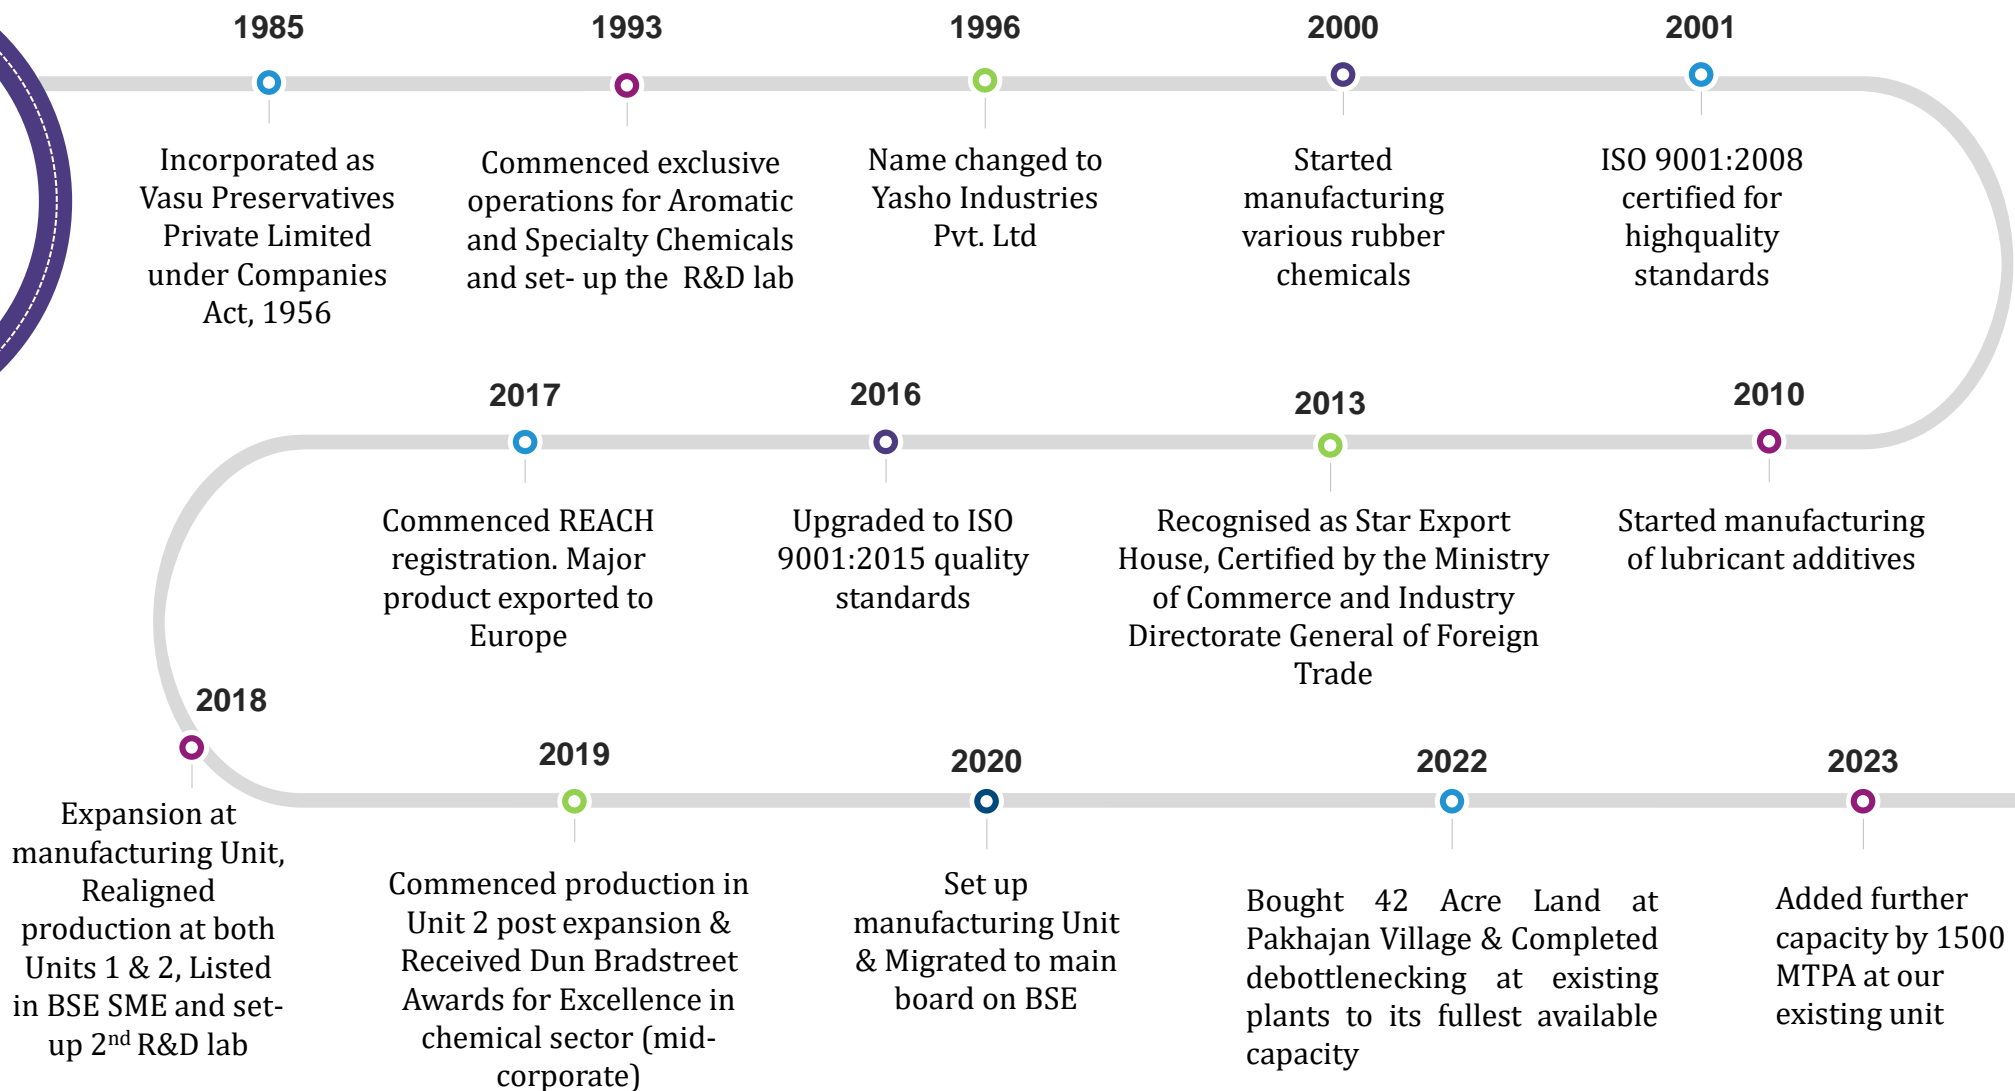 1985
Incorporated as
Vasu Preservatives
Private Limited
under Companies
Act, 1956
1993
Commenced exclusive
operations for Aromatic
and Specialty Chemicals
and set- up the R&D lab
1996
Name changed to
Yasho Industries
Pvt. Ltd
2000
Started
manufacturing
various rubber
chemicals
2001
ISO 9001:2008
certified for
highquality
standards
2010
Started manufacturing
of lubricant additives
2013
Recognised as Star Export
House, Certified by the Ministry
of Commerce and Industry
Directorate General of Foreign
Trade
2016
Upgraded to ISO
9001:2015 quality
standards
2017
Commenced REACH
registration. Major
product exported to
Europe
2018
Expansion at
manufacturing Unit,
Realigned
production at both
Units 1 & 2, Listed
in BSE SME and set-
up 2nd R&D lab
2019
Commenced production in
Unit 2 post expansion &
Received Dun Bradstreet
Awards for Excellence in
chemical sector (mid-
corporate)
2020
Set up
manufacturing Unit
& Migrated to main
board on BSE
2022
Bought 42 Acre Land at
Pakhajan Village & Completed
debottlenecking at existing
plants to its fullest available
capacity
2023
Added further
capacity by 1500
MTPA at our
existing unit